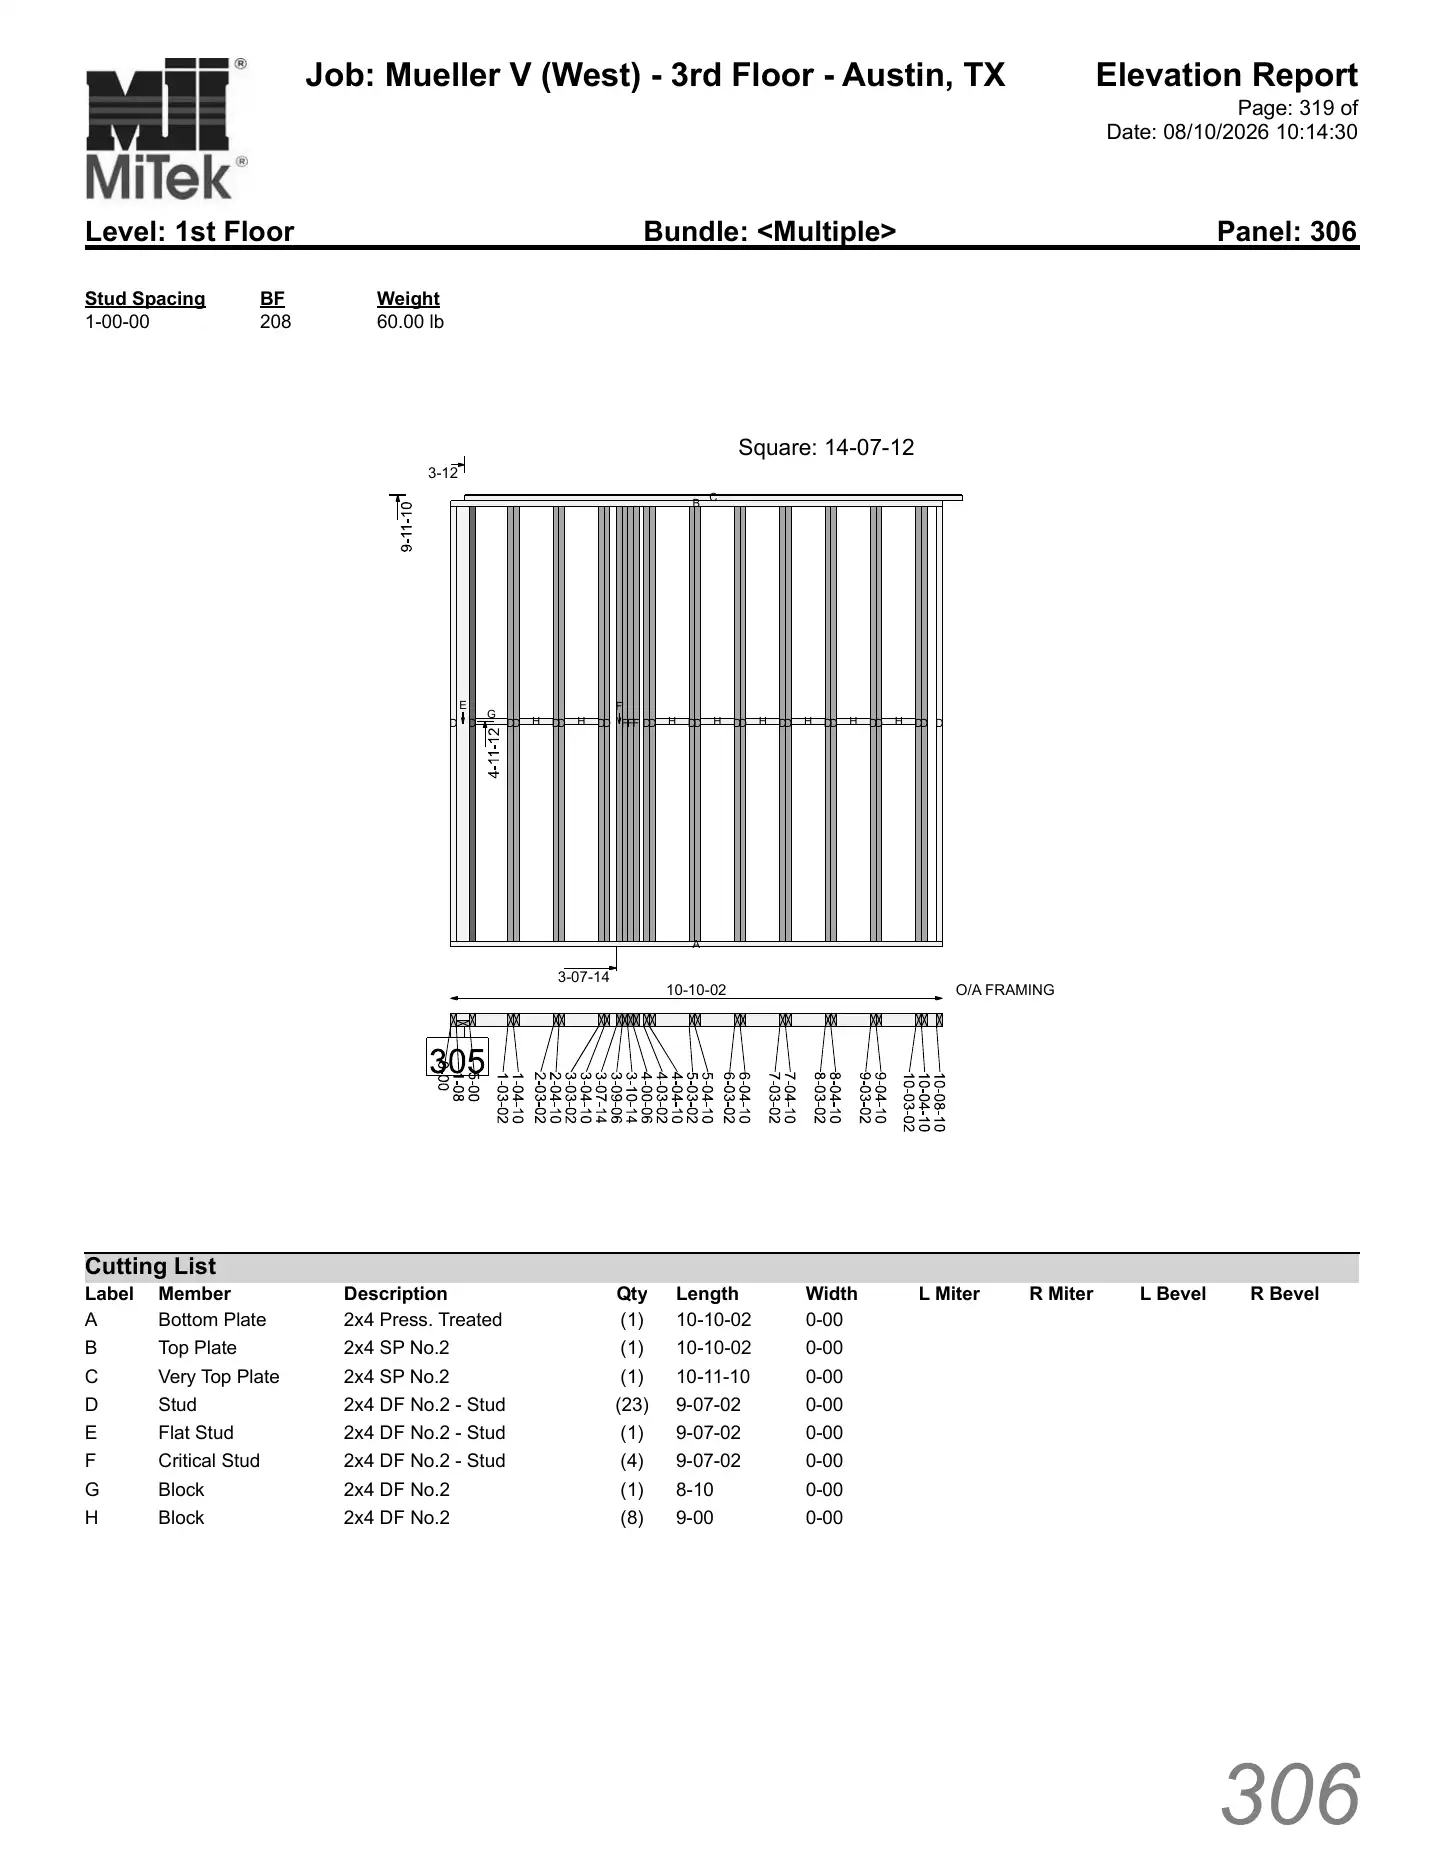 Job: Mueller V (West) - 3rd Floor - Austin, TX
Elevation Report
Page: 319 of
Date: 08/10/2026 10:14:30
MiTek®
Level: 1st Floor Bundle: <Multiple> Panel: 306
Stud Spacing BF Weight
1-00-00 208 60.00 lb
Square: 14-07-12
3-12
C
B
9-11-10
E
G
F
H H H H H H H H
4-11-12
A
3-07-14
10-10-02
O/A FRAMING
305
1-08
1-03-02
1-04-10
2-03-02
2-04-10
3-03-02
3-04-10
3-07-14
3-09-06
3-10-14
4-00-06
4-03-02
4-04-10
5-03-02
5-04-10
6-03-02
6-04-10
7-03-02
7-04-10
8-03-02
8-04-10
9-03-02
9-04-10
10-03-02
10-04-10
10-08-10
Cutting List
Label Member Description Qty Length Width L Miter R Miter L Bevel R Bevel
A Bottom Plate 2x4 Press. Treated (1) 10-10-02 0-00
B Top Plate 2x4 SP No.2 (1) 10-10-02 0-00
C Very Top Plate 2x4 SP No.2 (1) 10-11-10 0-00
D Stud 2x4 DF No.2 - Stud (23) 9-07-02 0-00
E Flat Stud 2x4 DF No.2 - Stud (1) 9-07-02 0-00
F Critical Stud 2x4 DF No.2 - Stud (4) 9-07-02 0-00
G Block 2x4 DF No.2 (1) 8-10 0-00
H Block 2x4 DF No.2 (8) 9-00 0-00
306